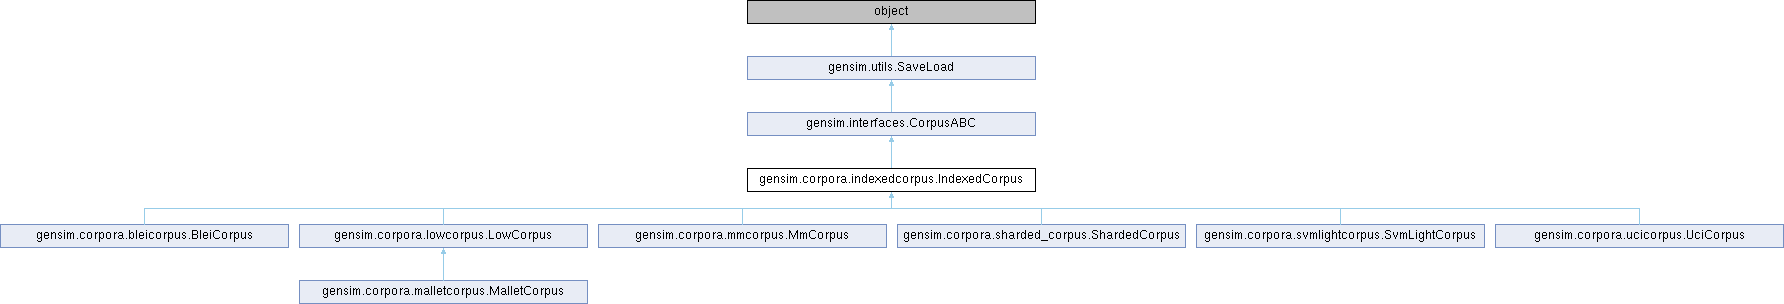 object
gensim.utils.SaveLoad
gensim.interfaces.CorpusABC
gensim.corpora.indexedcorpus.IndexedCorpus
gensim.corpora.bleicorpus.BleiCorpus
gensim.corpora.lowcorpus.LowCorpus
gensim.corpora.mmcorpus.MmCorpus
gensim.corpora.sharded_corpus.ShardedCorpus
gensim.corpora.svmlightcorpus.SvmLightCorpus
gensim.corpora.ucicorpus.UciCorpus
gensim.corpora.malletcorpus.MalletCorpus